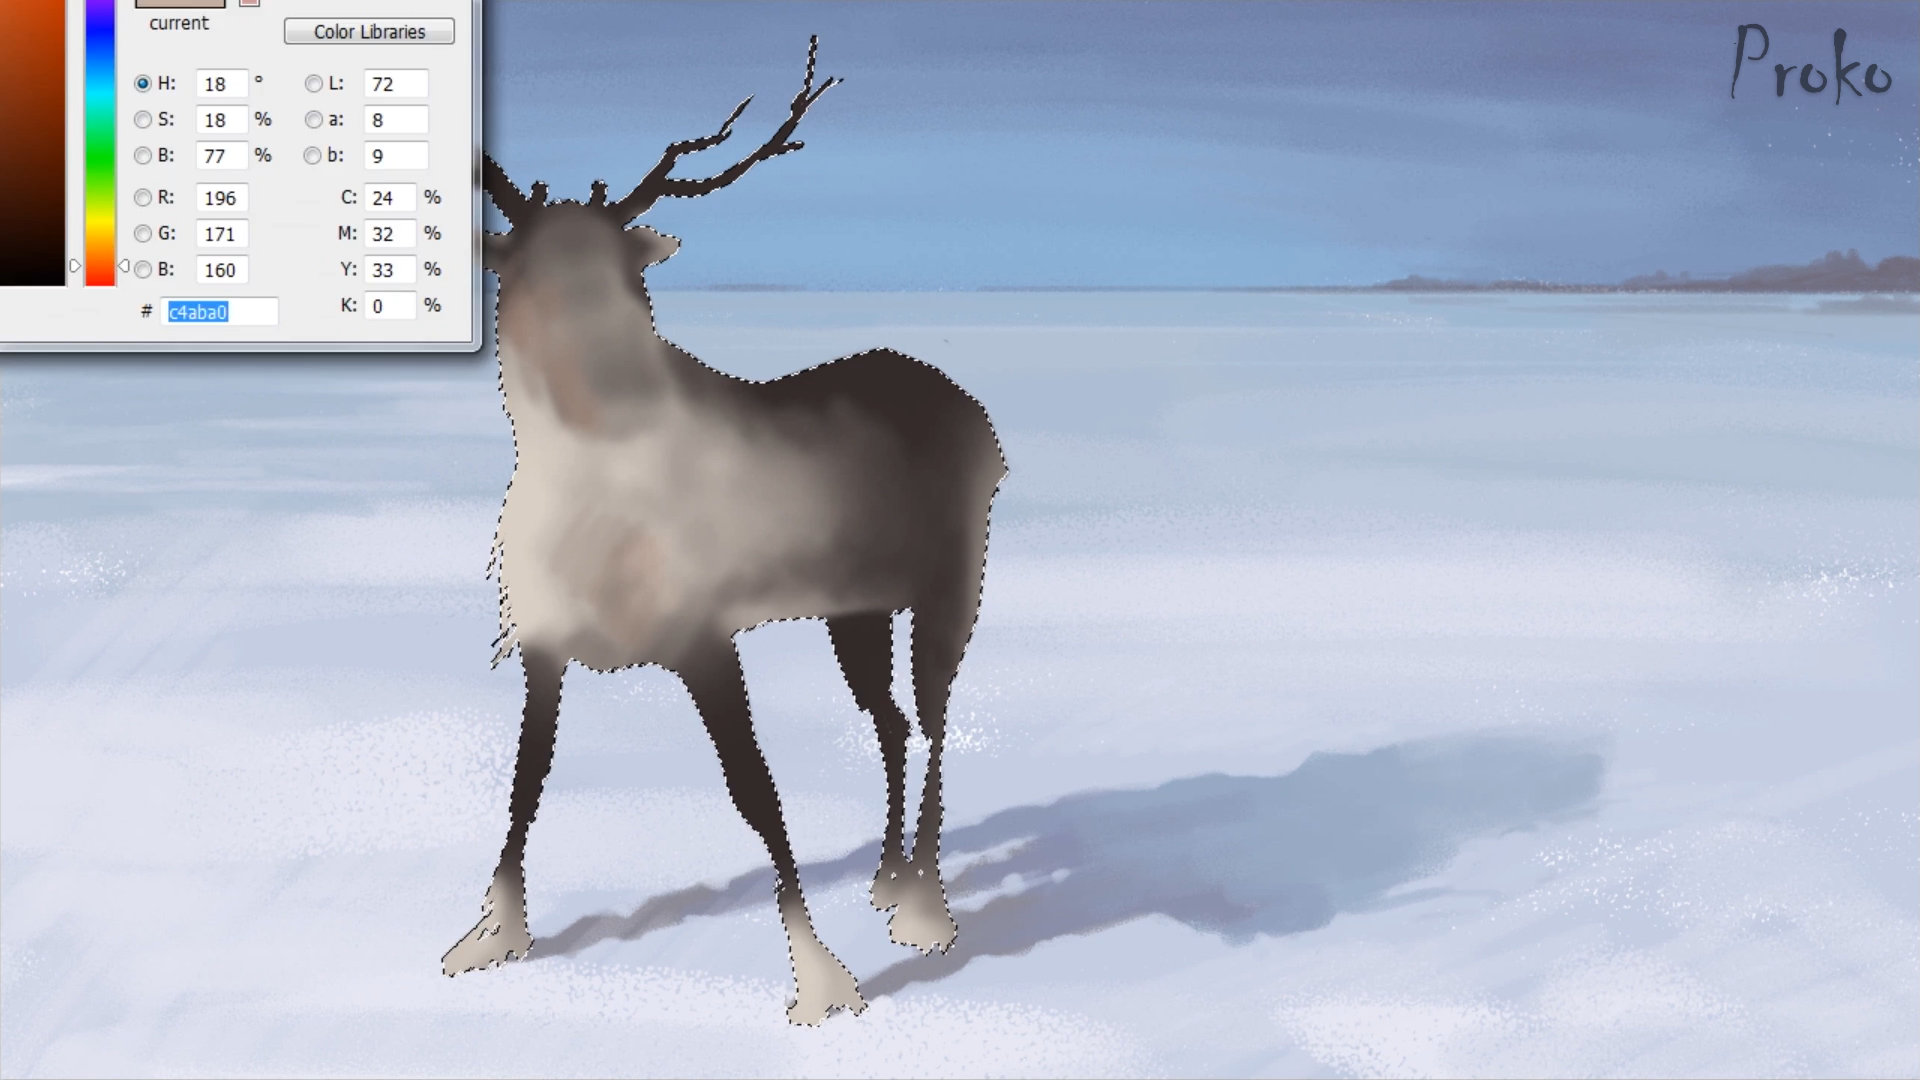 current
Color Libraries
H: 18 ° L: 72
S: 18 % a: 8
B: 77 % b: 9
R: 196 C: 24 %
G: 171 M: 32 %
B: 160 Y: 33 %
# c4aba0 K: 0 %
Proko